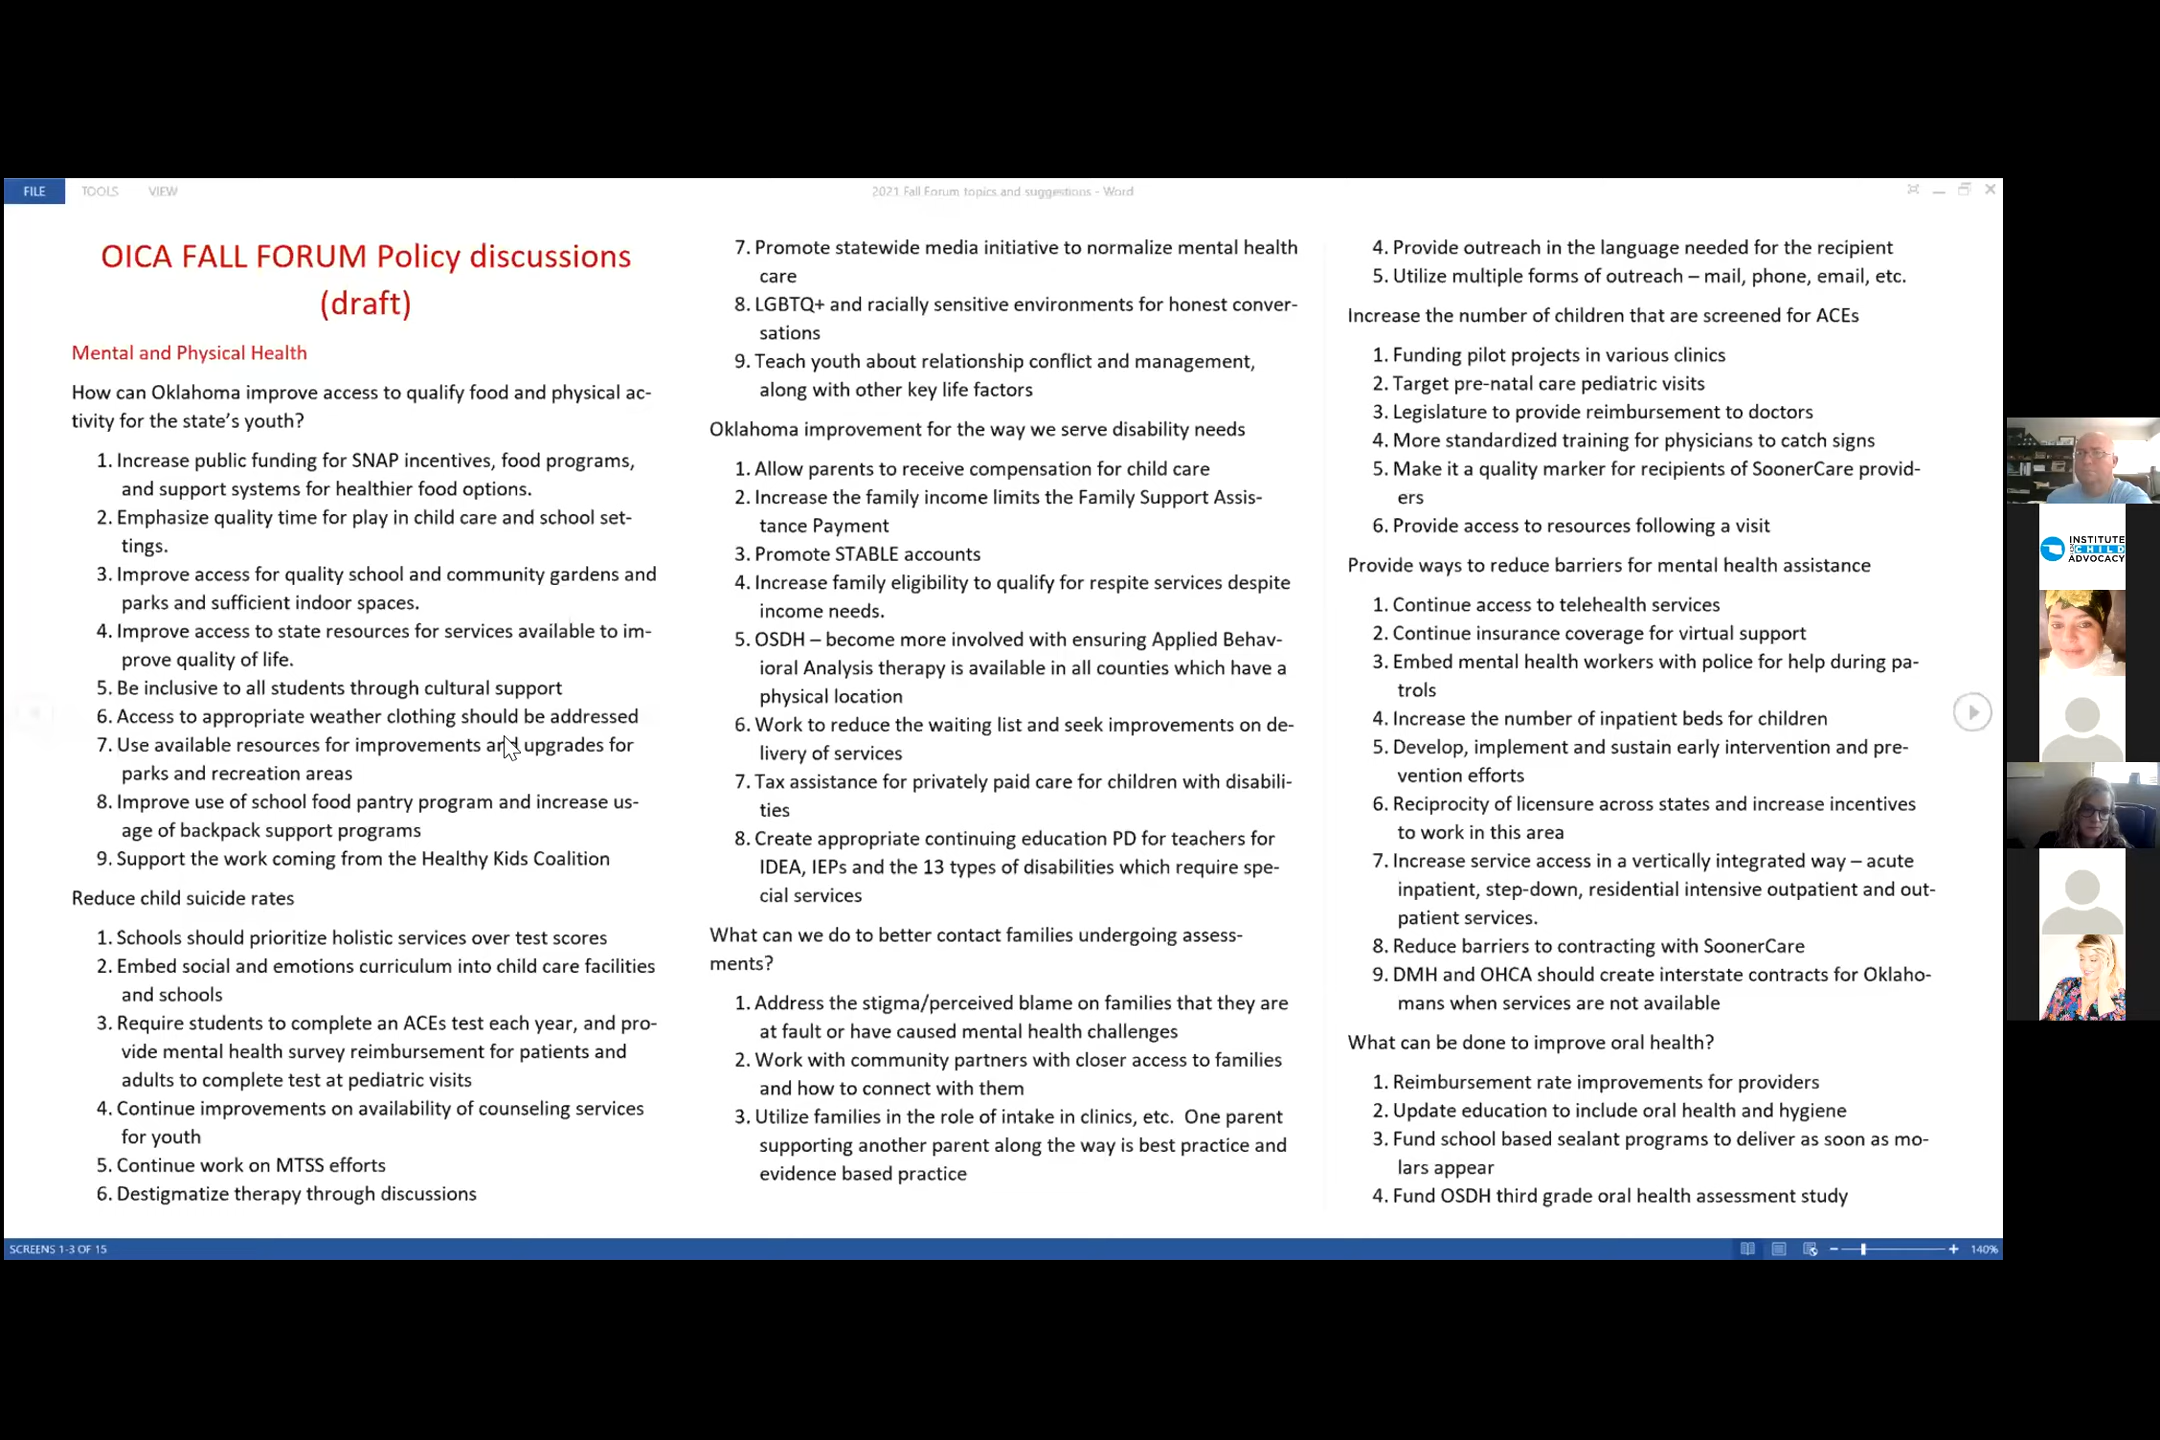 FILE TOOLS VIEW 2021 Fall Forum topics and suggestions - Word
OICA FALL FORUM Policy discussions
(draft)
Mental and Physical Health
How can Oklahoma improve access to qualify food and physical ac-
tivity for the state's youth?
1. Increase public funding for SNAP incentives, food programs,
and support systems for healthier food options.
2. Emphasize quality time for play in child care and school set-
tings.
3. Improve access for quality school and community gardens and
parks and sufficient indoor spaces.
4. Improve access to state resources for services available to im-
prove quality of life.
5. Be inclusive to all students through cultural support
6. Access to appropriate weather clothing should be addressed
7. Use available resources for improvements and upgrades for
parks and recreation areas
8. Improve use of school food pantry program and increase us-
age of backpack support programs
9. Support the work coming from the Healthy Kids Coalition
Reduce child suicide rates
1. Schools should prioritize holistic services over test scores
2. Embed social and emotions curriculum into child care facilities
and schools
3. Require students to complete an ACEs test each year, and pro-
vide mental health survey reimbursement for patients and
adults to complete test at pediatric visits
4. Continue improvements on availability of counseling services
for youth
5. Continue work on MTSS efforts
6. Destigmatize therapy through discussions
7. Promote statewide media initiative to normalize mental health
care
8. LGBTQ+ and racially sensitive environments for honest conver-
sations
9. Teach youth about relationship conflict and management,
along with other key life factors
Oklahoma improvement for the way we serve disability needs
1. Allow parents to receive compensation for child care
2. Increase the family income limits the Family Support Assis-
tance Payment
3. Promote STABLE accounts
4. Increase family eligibility to qualify for respite services despite
income needs.
5. OSDH – become more involved with ensuring Applied Behav-
ioral Analysis therapy is available in all counties which have a
physical location
6. Work to reduce the waiting list and seek improvements on de-
livery of services
7. Tax assistance for privately paid care for children with disabili-
ties
8. Create appropriate continuing education PD for teachers for
IDEA, IEPs and the 13 types of disabilities which require spe-
cial services
What can we do to better contact families undergoing assess-
ments?
1. Address the stigma/perceived blame on families that they are
at fault or have caused mental health challenges
2. Work with community partners with closer access to families
and how to connect with them
3. Utilize families in the role of intake in clinics, etc.  One parent
supporting another parent along the way is best practice and
evidence based practice
4. Provide outreach in the language needed for the recipient
5. Utilize multiple forms of outreach – mail, phone, email, etc.
Increase the number of children that are screened for ACEs
1. Funding pilot projects in various clinics
2. Target pre-natal care pediatric visits
3. Legislature to provide reimbursement to doctors
4. More standardized training for physicians to catch signs
5. Make it a quality marker for recipients of SoonerCare provid-
ers
6. Provide access to resources following a visit
Provide ways to reduce barriers for mental health assistance
1. Continue access to telehealth services
2. Continue insurance coverage for virtual support
3. Embed mental health workers with police for help during pa-
trols
4. Increase the number of inpatient beds for children
5. Develop, implement and sustain early intervention and pre-
vention efforts
6. Reciprocity of licensure across states and increase incentives
to work in this area
7. Increase service access in a vertically integrated way – acute
inpatient, step-down, residential intensive outpatient and out-
patient services.
8. Reduce barriers to contracting with SoonerCare
9. DMH and OHCA should create interstate contracts for Oklaho-
mans when services are not available
What can be done to improve oral health?
1. Reimbursement rate improvements for providers
2. Update education to include oral health and hygiene
3. Fund school based sealant programs to deliver as soon as mo-
lars appear
4. Fund OSDH third grade oral health assessment study
INSTITUTE
CHILD
ADVOCACY
SCREENS 1-3 OF 15
140%